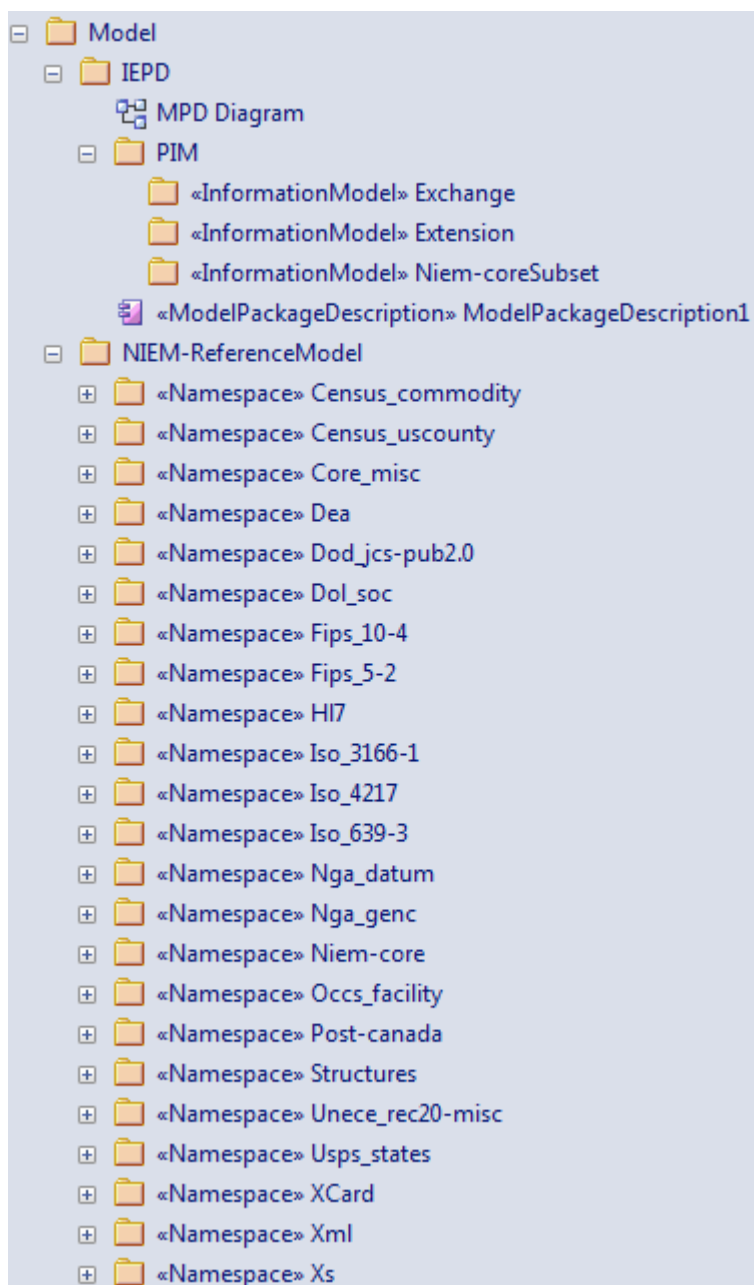 Model
IEPD
MPD Diagram
PIM
«InformationModel» Exchange
«InformationModel» Extension
«InformationModel» Niem-coreSubset
«ModelPackageDescription» ModelPackageDescription1
NIEM-ReferenceModel
«Namespace» Census_commodity
«Namespace» Census_uscounty
«Namespace» Core_misc
«Namespace» Dea
«Namespace» Dod_jcs-pub2.0
«Namespace» Dol_soc
«Namespace» Fips_10-4
«Namespace» Fips_5-2
«Namespace» Hl7
«Namespace» Iso_3166-1
«Namespace» Iso_4217
«Namespace» Iso_639-3
«Namespace» Nga_datum
«Namespace» Nga_genc
«Namespace» Niem-core
«Namespace» Occs_facility
«Namespace» Post-canada
«Namespace» Structures
«Namespace» Unece_rec20-misc
«Namespace» Usps_states
«Namespace» XCard
«Namespace» Xml
«Namespace» Xs